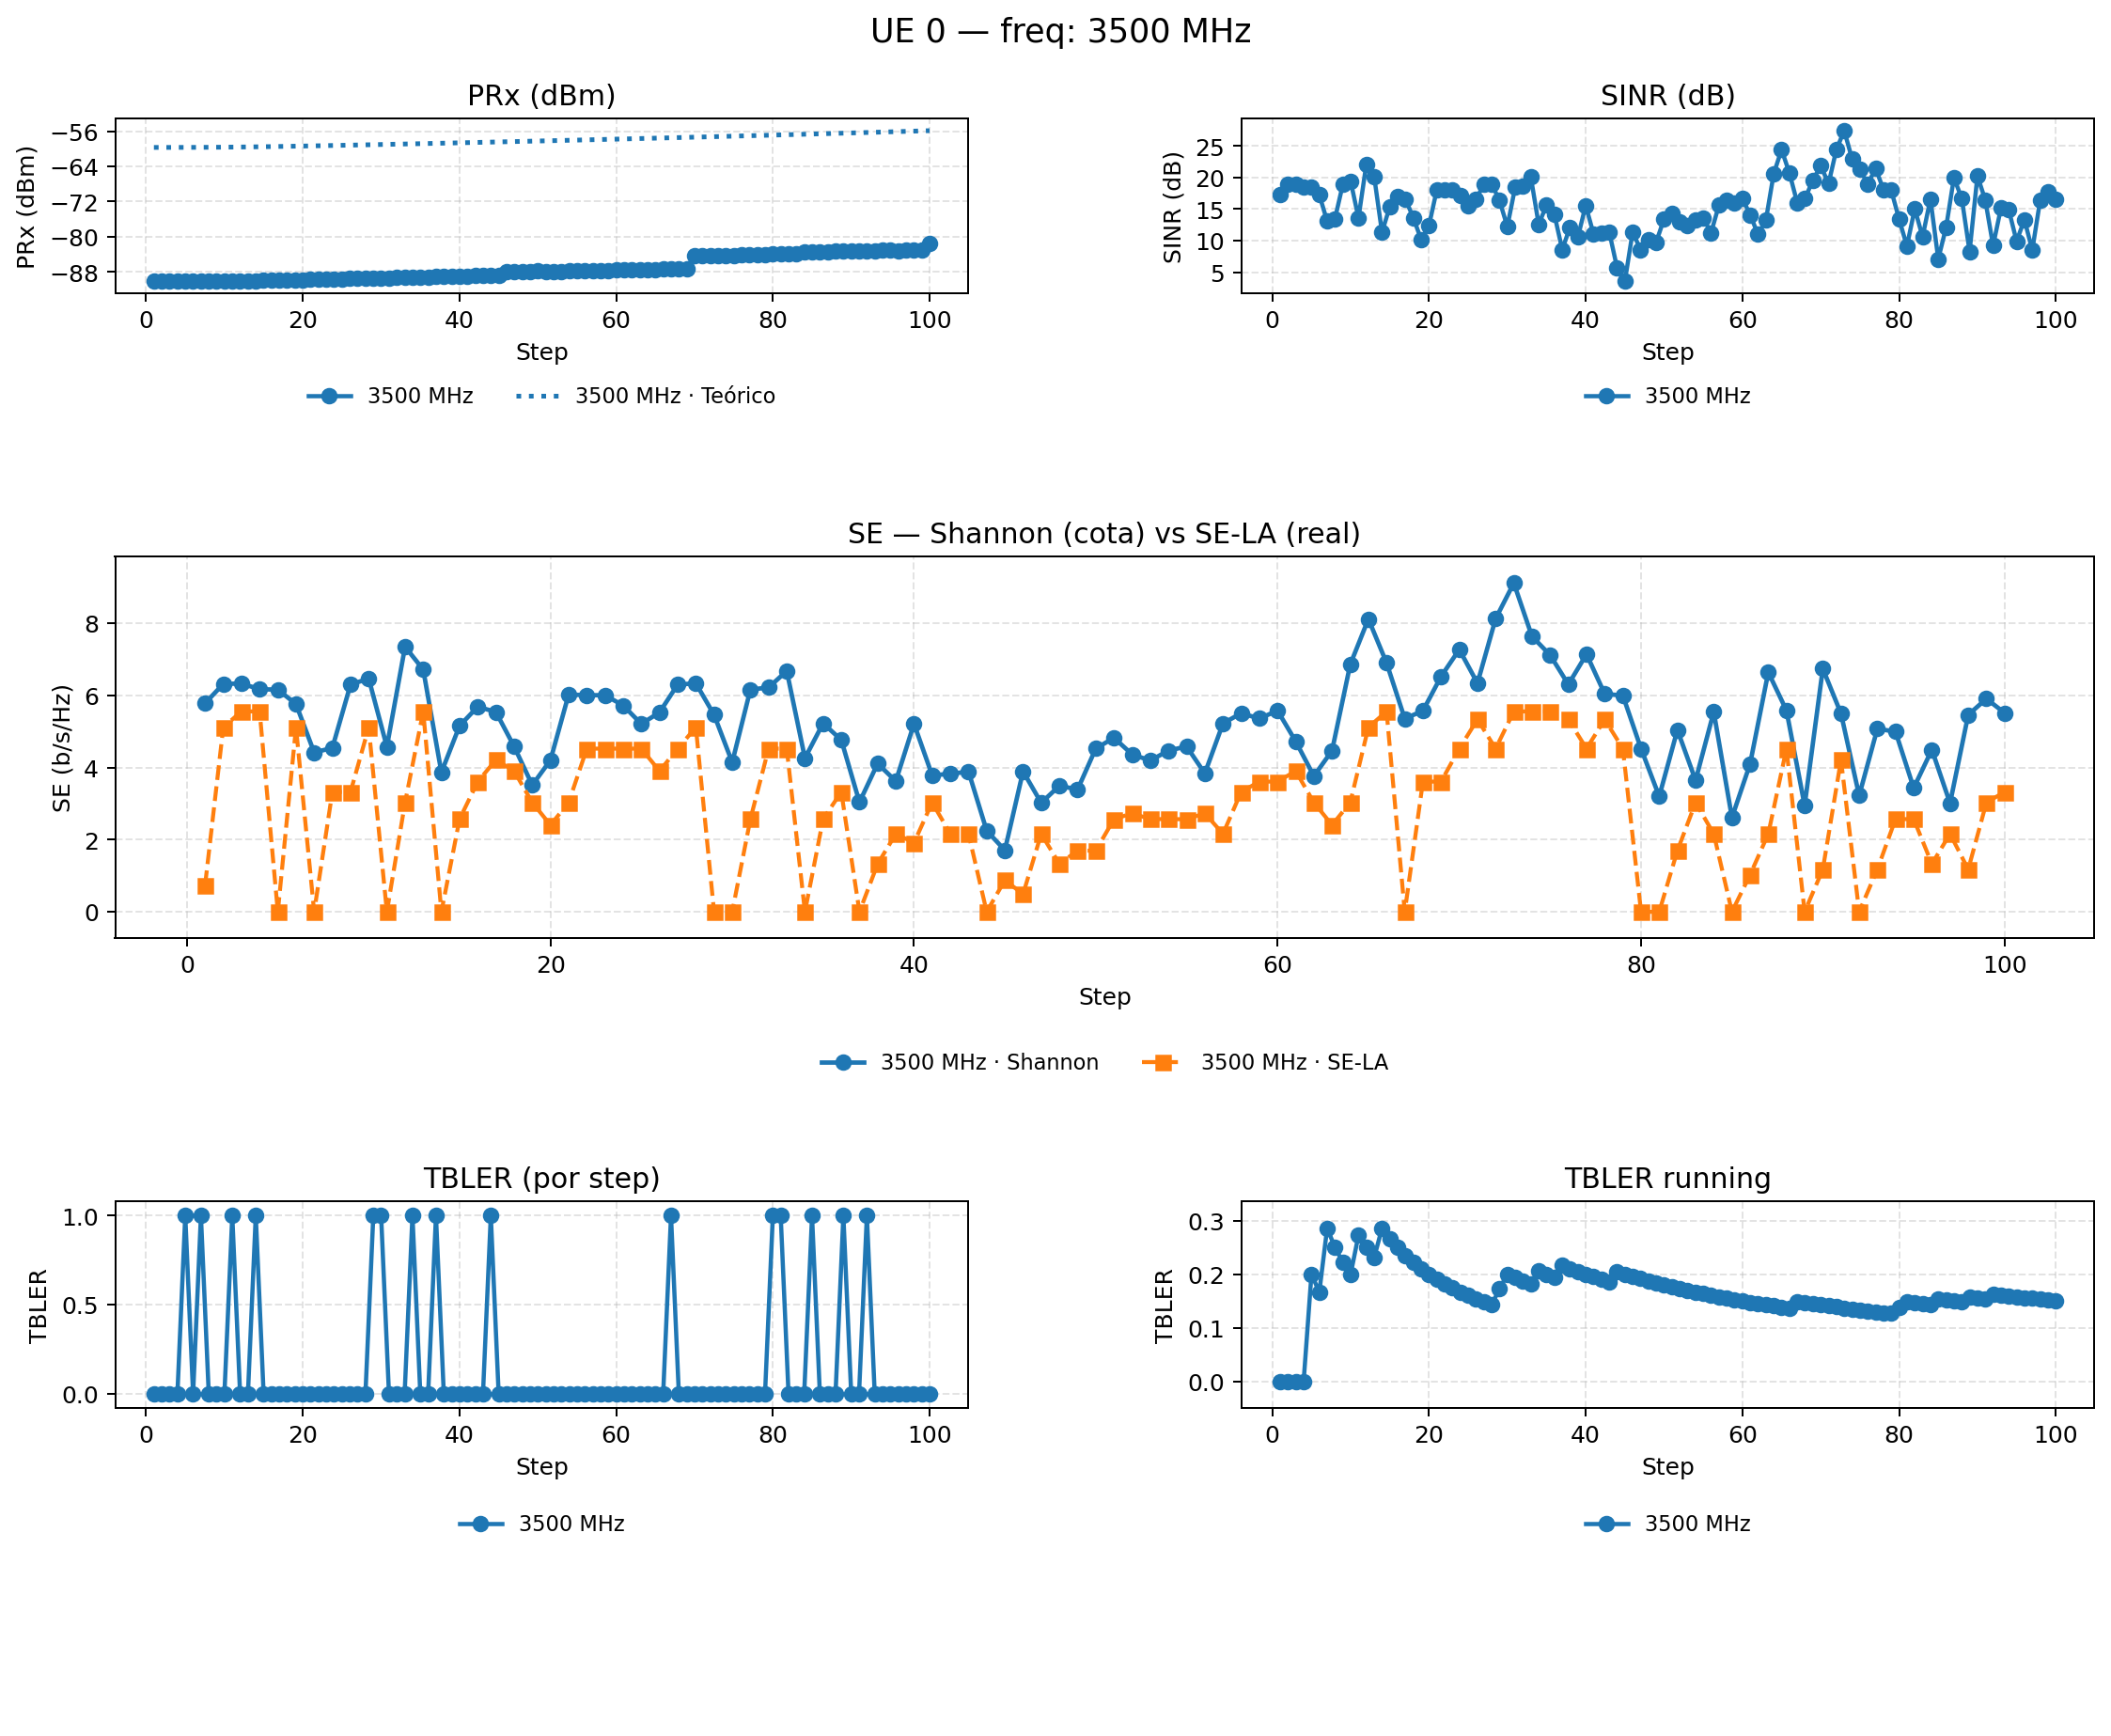 UE 0 — freq: 3500 MHz
PRx (dBm)
PRx (dBm)
−56
−64
−72
−80
−88
0 20 40 60 80 100
Step
3500 MHz 3500 MHz · Teórico
SINR (dB)
SINR (dB)
25
20
15
10
5
0 20 40 60 80 100
Step
3500 MHz
SE — Shannon (cota) vs SE-LA (real)
SE (b/s/Hz)
8
6
4
2
0
0 20 40 60 80 100
Step
3500 MHz · Shannon 3500 MHz · SE-LA
TBLER (por step)
TBLER
1.0
0.5
0.0
0 20 40 60 80 100
Step
3500 MHz
TBLER running
TBLER
0.3
0.2
0.1
0.0
0 20 40 60 80 100
Step
3500 MHz